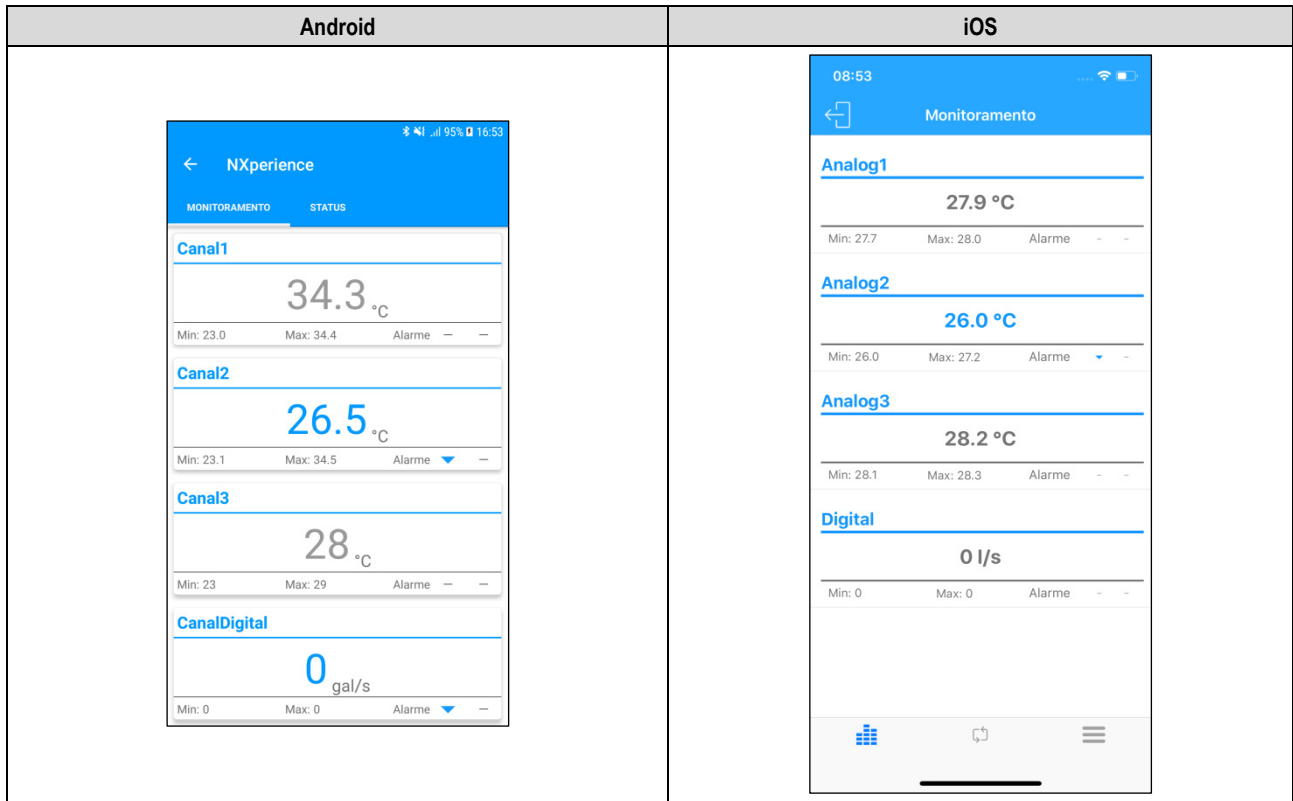 Android
iOS
16:53
95%
NXperience
MONITORAMENTO STATUS
Canal1
34.3 °C
Min: 23.0 Max: 34.4 Alarme — —
Canal2
26.5 °C
Min: 23.1 Max: 34.5 Alarme —
Canal3
28 °C
Min: 23 Max: 29 Alarme — —
CanalDigital
0 gal/s
Min: 0 Max: 0 Alarme —
08:53
Monitoramento
Analog1
27.9 °C
Min: 27.7 Max: 28.0 Alarme - -
Analog2
26.0 °C
Min: 26.0 Max: 27.2 Alarme -
Analog3
28.2 °C
Min: 28.1 Max: 28.3 Alarme - -
Digital
0 l/s
Min: 0 Max: 0 Alarme - -